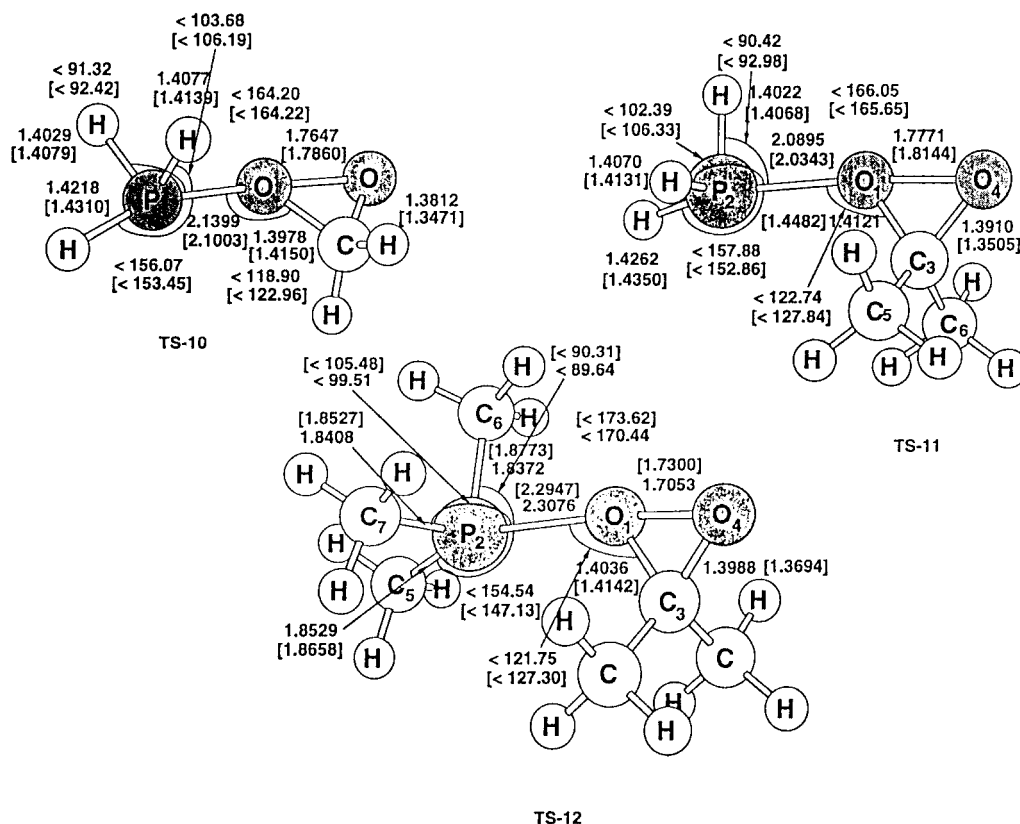 < 103.68
[< 106.19]
< 91.32
[< 92.42]
1.4077
[1.4139]
< 164.20
[< 164.22]
H
H
1.4029
[1.4079]
1.7647
[1.7860]
P
O
O
1.4218
[1.4310]
1.3812
[1.3471]
H
2.1399
[2.1003]
1.3978
[1.4150]
C
H
< 156.07
[< 153.45]
< 118.90
[< 122.96]
H
TS-10
< 90.42
[< 92.98]
H
1.4022
[1.4068]
< 166.05
[< 165.65]
< 102.39
[< 106.33]
2.0895
[2.0343]
1.7771
[1.8144]
1.4070
[1.4131]
H
P2
O1
O4
H
[1.4482]
1.4121
1.3910
[1.3505]
1.4262
[1.4350]
< 157.88
[< 152.86]
H
C3
H
< 122.74
[< 127.84]
C5
C6
H
H
H
H
TS-11
[< 105.48]
< 99.51
[< 90.31]
< 89.64
H
H
C6
H
[1.8527]
1.8408
[< 173.62]
< 170.44
[1.8773]
1.8372
[1.7300]
1.7053
H
H
[2.2947]
2.3076
C7
P2
O1
O4
H
C5
H
H
< 154.54
[< 147.13]
1.4036
[1.4142]
1.3988 [1.3694]
C3
H
H
1.8529
[1.8658]
H
< 121.75
[< 127.30]
C
C
H
H
H
H
TS-12